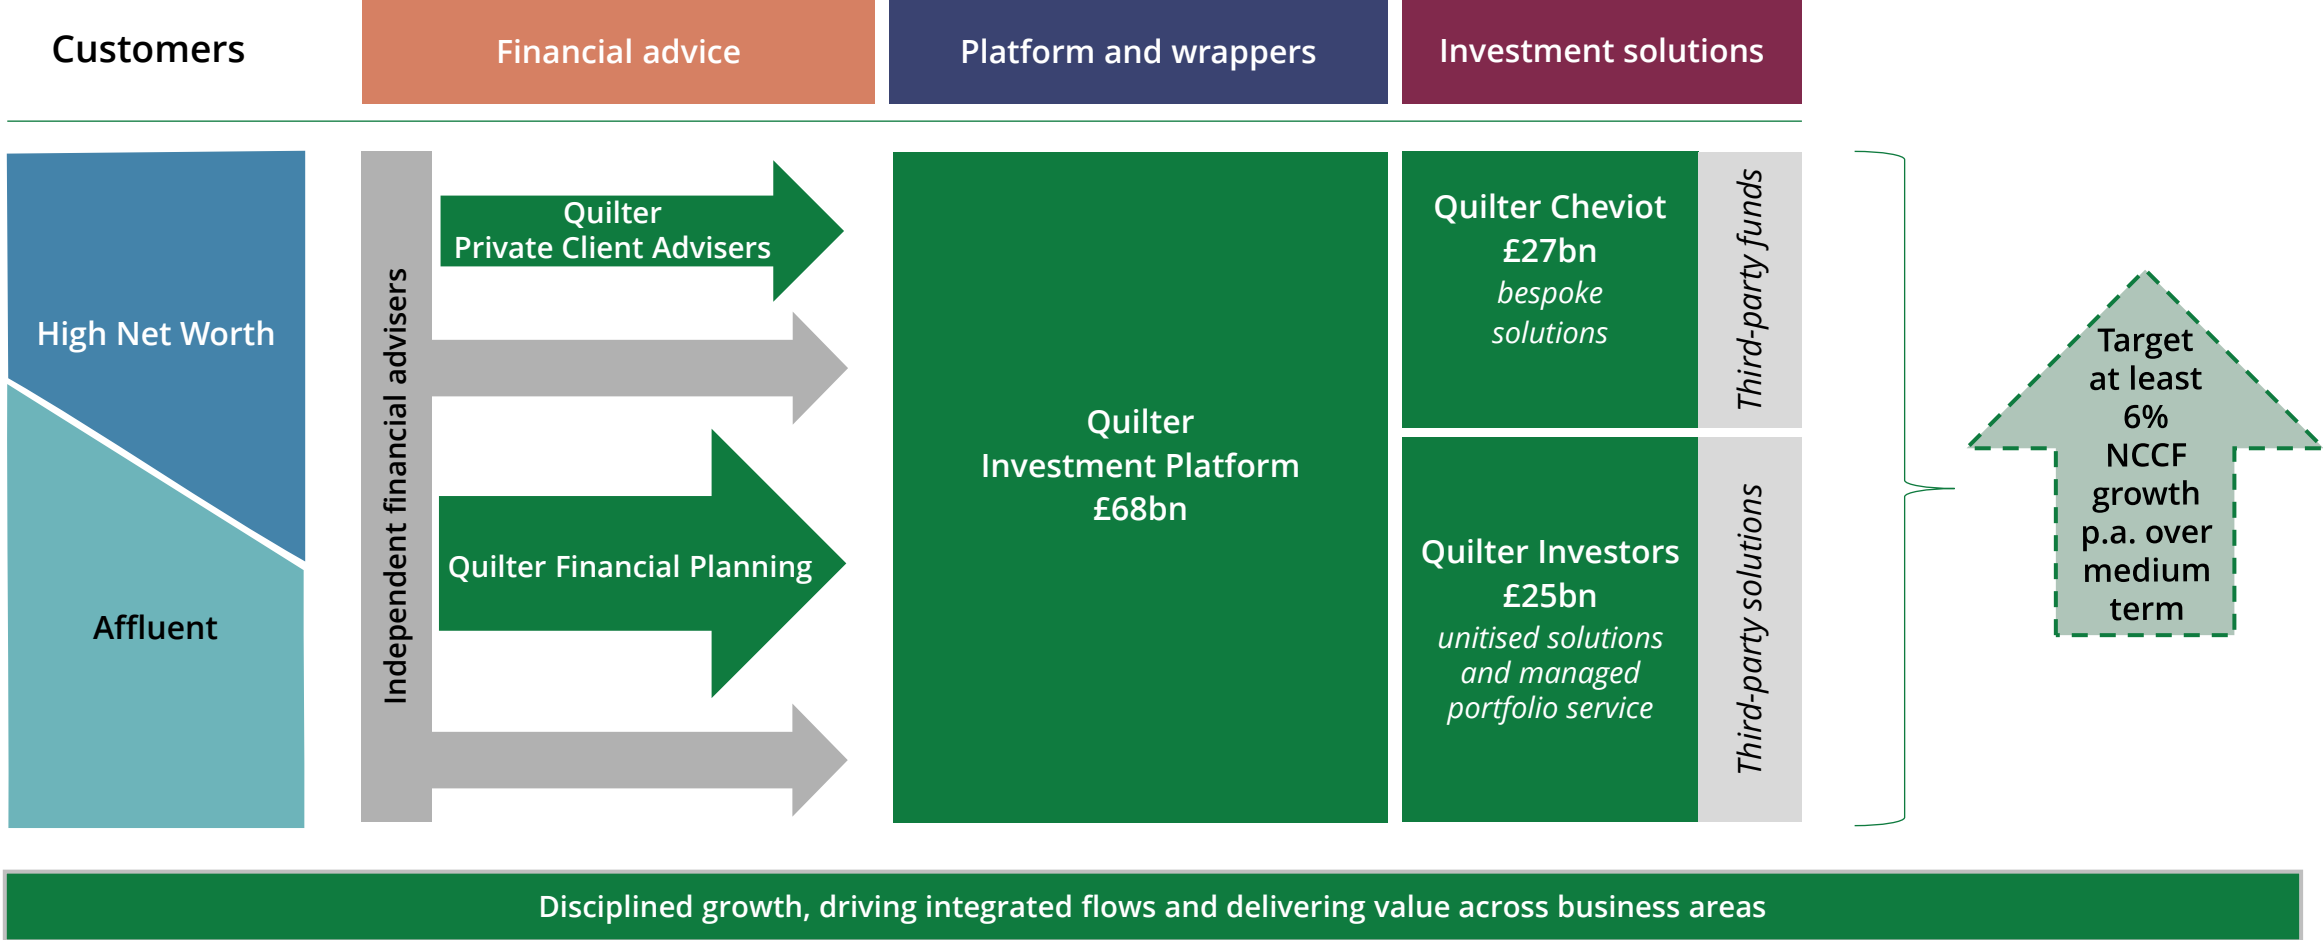 Customers
Financial advice
Platform and wrappers
Investment solutions
High Net Worth
Affluent
Independent financial advisers
Quilter
Private Client Advisers
Quilter Financial Planning
Quilter
Investment Platform
£68bn
Quilter Cheviot
£27bn
bespoke
solutions
Third-party funds
Quilter Investors
£25bn
unitised solutions
and managed
portfolio service
Third-party solutions
Target
at least
6%
NCCF
growth
p.a. over
medium
term
Disciplined growth, driving integrated flows and delivering value across business areas